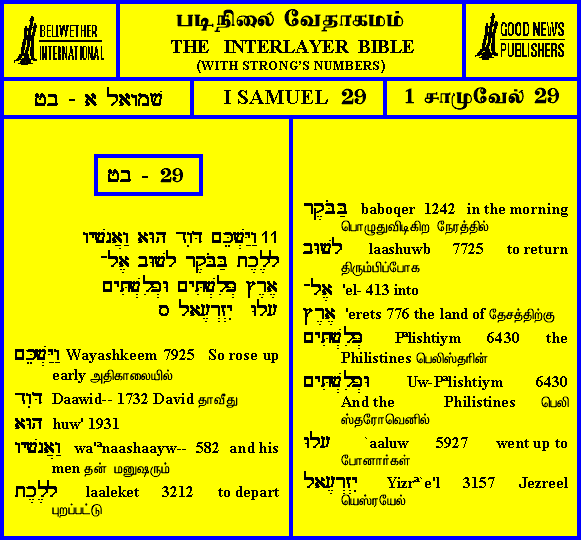 BELLWETHER
INTERNATIONAL
படிநிலை வேதாகமம்
THE INTERLAYER BIBLE
(WITH STRONG'S NUMBERS)
GOOD NEWS
PUBLISHERS
שמואל א - בט
I SAMUEL 29
1 சாமுவேல் 29
בט - 29
11 וַיַּשְׁכֵּם דָּוִד הוּא וַאֲנָשָׁיו
לָלֶכֶת בַּבֹּקֶר לָשׁוּב אֶל־
אֶרֶץ פְּלִשְׁתִּים וּפְלִשְׁתִּים
עָלוּ יִזְרְעֶאל ס
וַיַּשְׁכֵּם Wayashkeem 7925 So rose up
early அதிகாலையில்
דָּוִד Daawid-- 1732 David தாவீது
הוּא huw' 1931
וַאֲנָשָׁיו wa'ªnaashaayw-- 582 and his
men தன் மனுஷரும்
לָלֶכֶת laaleket 3212 to depart
புறப்பட்டு
בַּבֹּקֶר baboqer 1242 in the morning
பொழுதுவிடிகிற நேரத்தில்
לָשׁוּב laashuwb 7725 to return
திரும்பிப்போக
אֶל־ 'el- 413 into
אֶרֶץ 'erets 776 the land of தேசத்திற்கு
פְּלִשְׁתִּים Pªlishtiym 6430 the
Philistines பெலிஸ்தரின்
וּפְלִשְׁתִּים Uw-Pªlishtiym 6430
And the Philistines பெலி
ஸ்தரோவெனில்
עָלוּ `aaluw 5927 went up to
போனார்கள்
יִזְרְעֶאל Yizrª`e'l 3157 Jezreel
யெஸ்ரயேல்